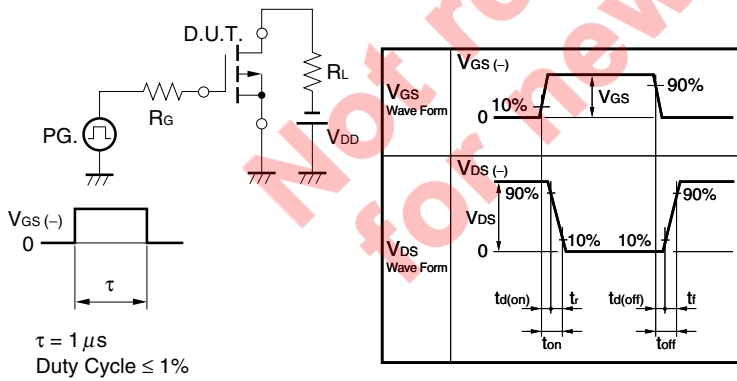 D.U.T.
RL
RG
PG.
VDD
VGS (−)
0
τ
τ = 1 μs
Duty Cycle ≤ 1%
VGS
Wave Form
VGS (−)
10%
VGS
90%
0
VDS
Wave Form
VDS (−)
90%
90%
VDS
10%
10%
0
td(on)
tr
td(off)
tf
ton
toff
Not r
for new